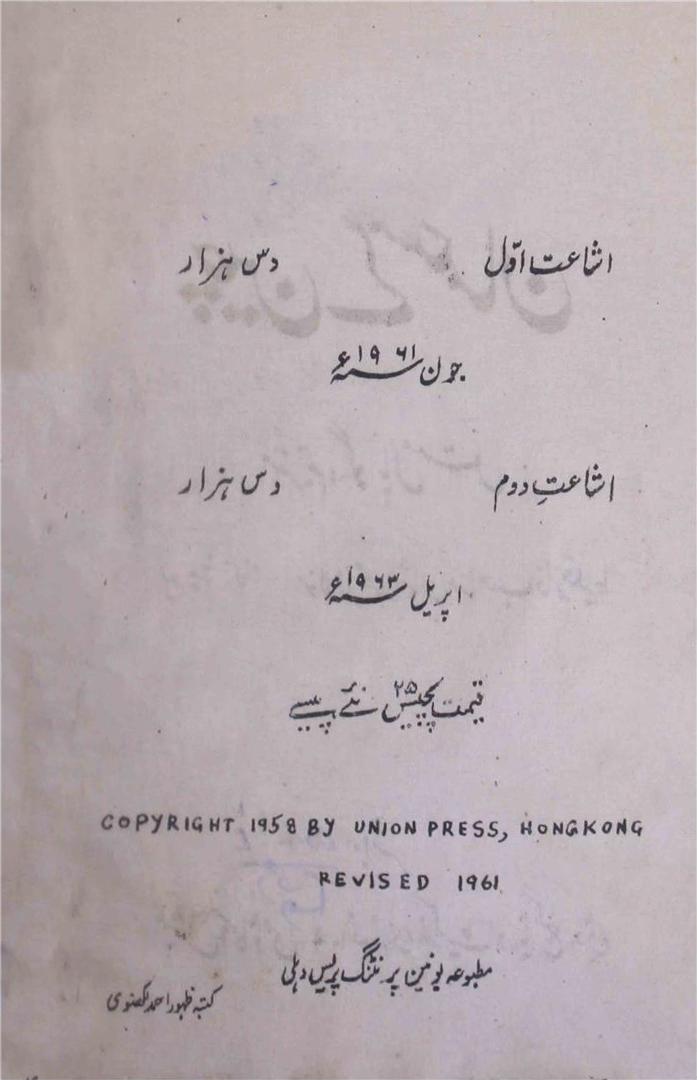 اشاعت اوّل دس ہزار
جون ۱۹۶۱ء
اشاعتِ دوم دس ہزار
اپریل ۱۹۶۳ء
قیمت پچیس ۲۵ نئے پیسے
COPYRIGHT 1958 BY UNION PRESS, HONGKONG
REVISED 1961
مطبوعہ یونین پرنٹنگ پریس دہلی
کتبہ ظہور احمد لکھنوی